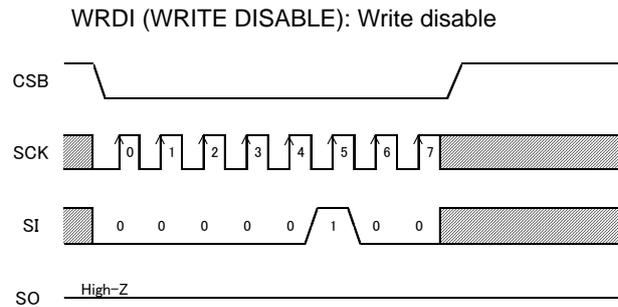 WRDI (WRITE DISABLE): Write disable
CSB
SCK 0 1 2 3 4 5 6 7
SI 0 0 0 0 0 1 0 0
High-Z
SO